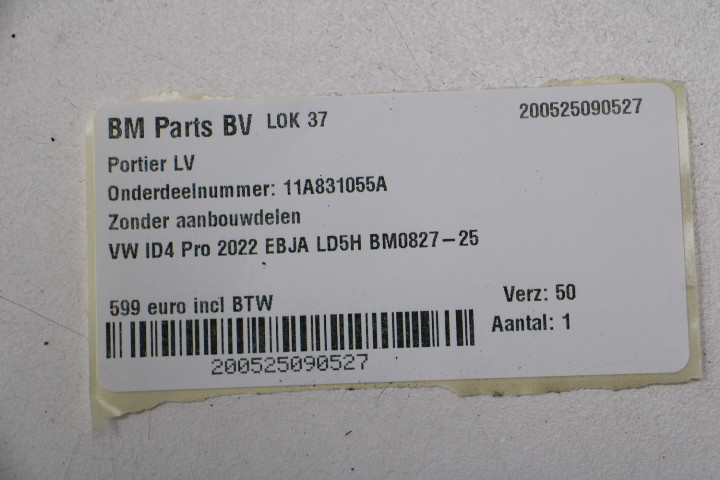 BM Parts BV LOK 37 200525090527
Portier LV
Onderdeelnummer: 11A831055A
Zonder aanbouwdelen
VW ID4 Pro 2022 EBJA LD5H BM0827-25
599 euro incl BTW Verz: 50
Aantal: 1
200525090527